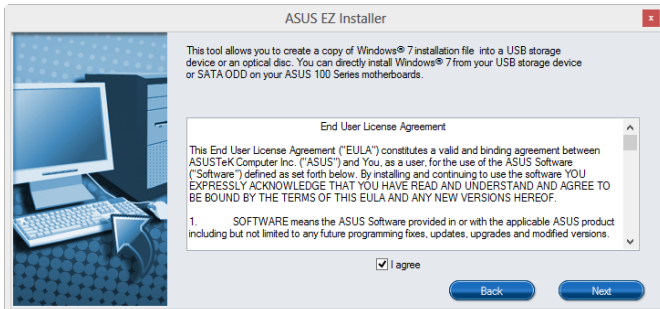 ASUS EZ Installer
x
This tool allows you to create a copy of Windows® 7 installation file into a USB storage
device or an optical disc. You can directly install Windows® 7 from your USB storage device
or SATA ODD on your ASUS 100 Series motherboards.
End User License Agreement
This End User License Agreement ("EULA") constitutes a valid and binding agreement between
ASUSTeK Computer Inc. ("ASUS") and You, as a user, for the use of the ASUS Software
("Software") defined as set forth below. By installing and continuing to use the software YOU
EXPRESSLY ACKNOWLEDGE THAT YOU HAVE READ AND UNDERSTAND AND AGREE TO
BE BOUND BY THE TERMS OF THIS EULA AND ANY NEW VERSIONS HEREOF.
1. SOFTWARE means the ASUS Software provided in or with the applicable ASUS product
including but not limited to any future programming fixes, updates, upgrades and modified versions.
I agree
Back
Next